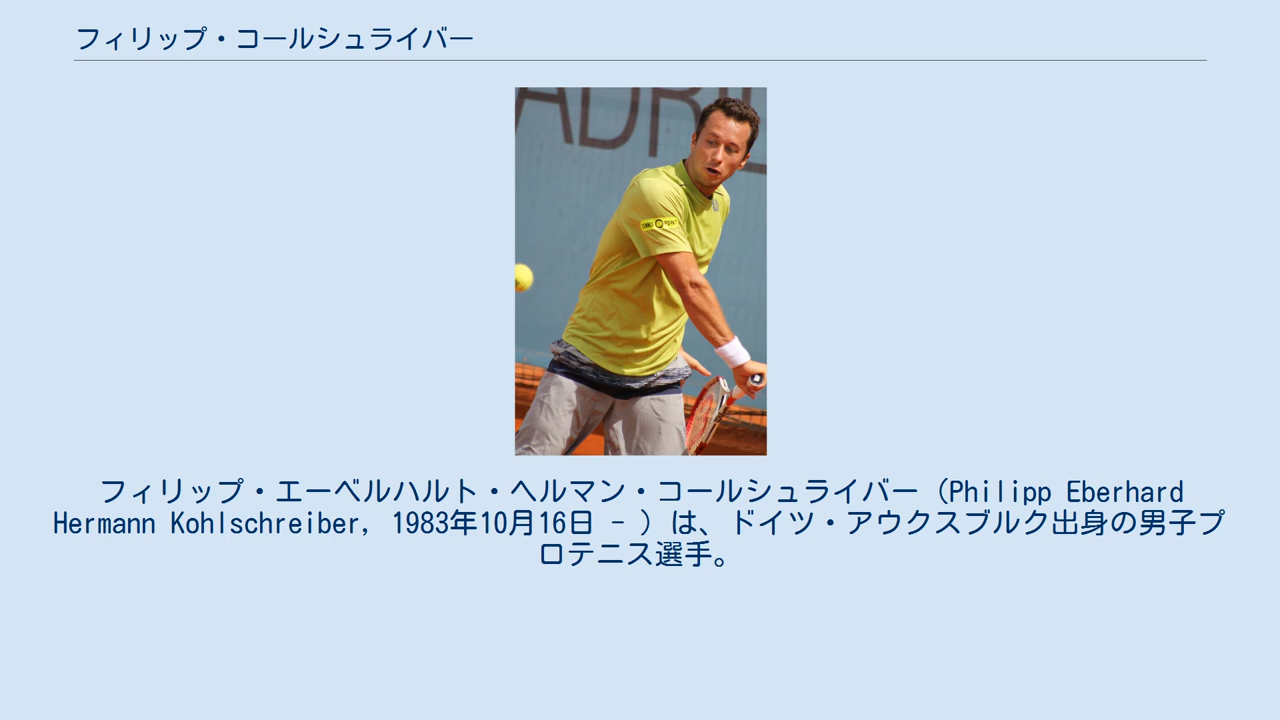 フィリップ・コールシュライバー
ADRID
フィリップ・エーベルハルト・ヘルマン・コールシュライバー（Philipp Eberhard
Hermann Kohlschreiber, 1983年10月16日 - ）は、ドイツ・アウクスブルク出身の男子プ
ロテニス選手。